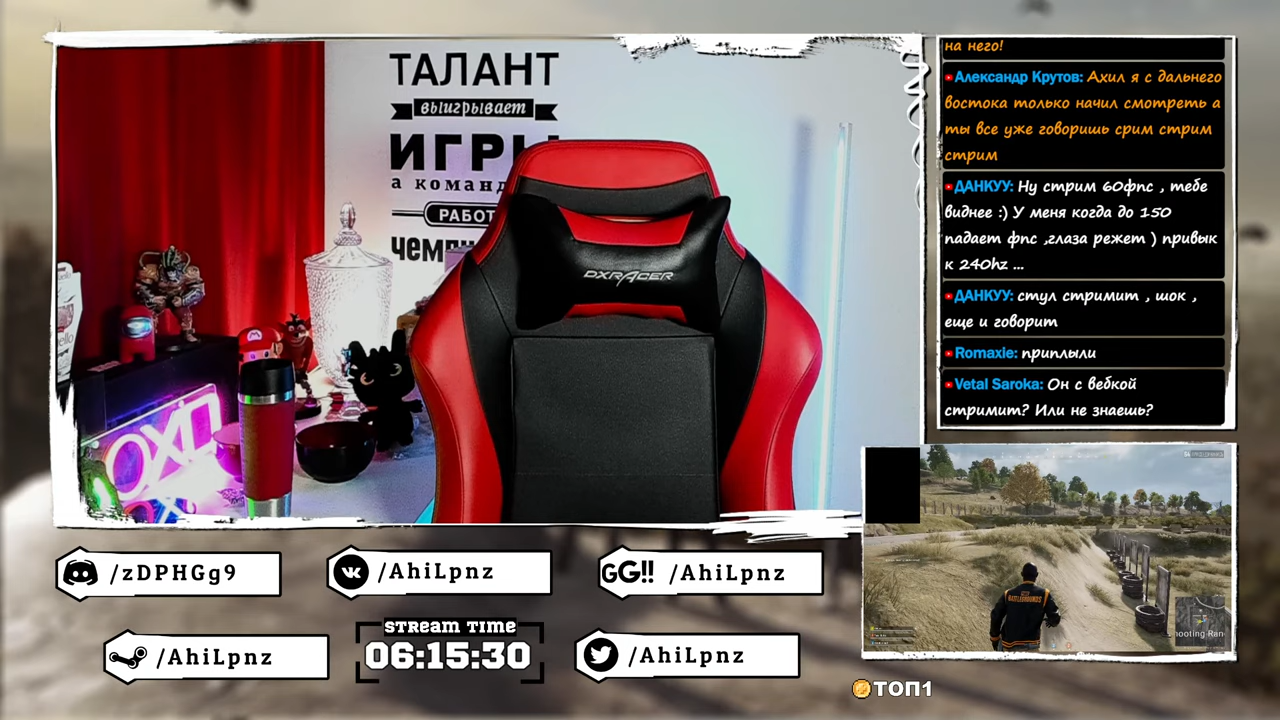 ТАЛАНТ
выигрывает
ИГРЫ
а команд
РАБОТ
чемп
DXRACER
на него!
Александр Крутов: Ахил я с дальнего
востока только начил смотреть а
ты все уже говоришь срим стрим
стрим
ДАНКУУ: Ну стрим 60фпс , тебе
виднее :) У меня когда до 150
падает фпс ,глаза режет ) привык
к 240hz ...
ДАНКУУ: стул стримит , шок ,
еще и говорит
Romaxie: приплыли
Vetal Saroka: Он с вебкой
стримит? Или не знаешь?
BATTLEGROUNDS
hooting Ran
/zDPHGg9
/AhiLpnz
GG!! /AhiLpnz
/AhiLpnz
STREAM TIME
06:15:30
/AhiLpnz
ТОП1